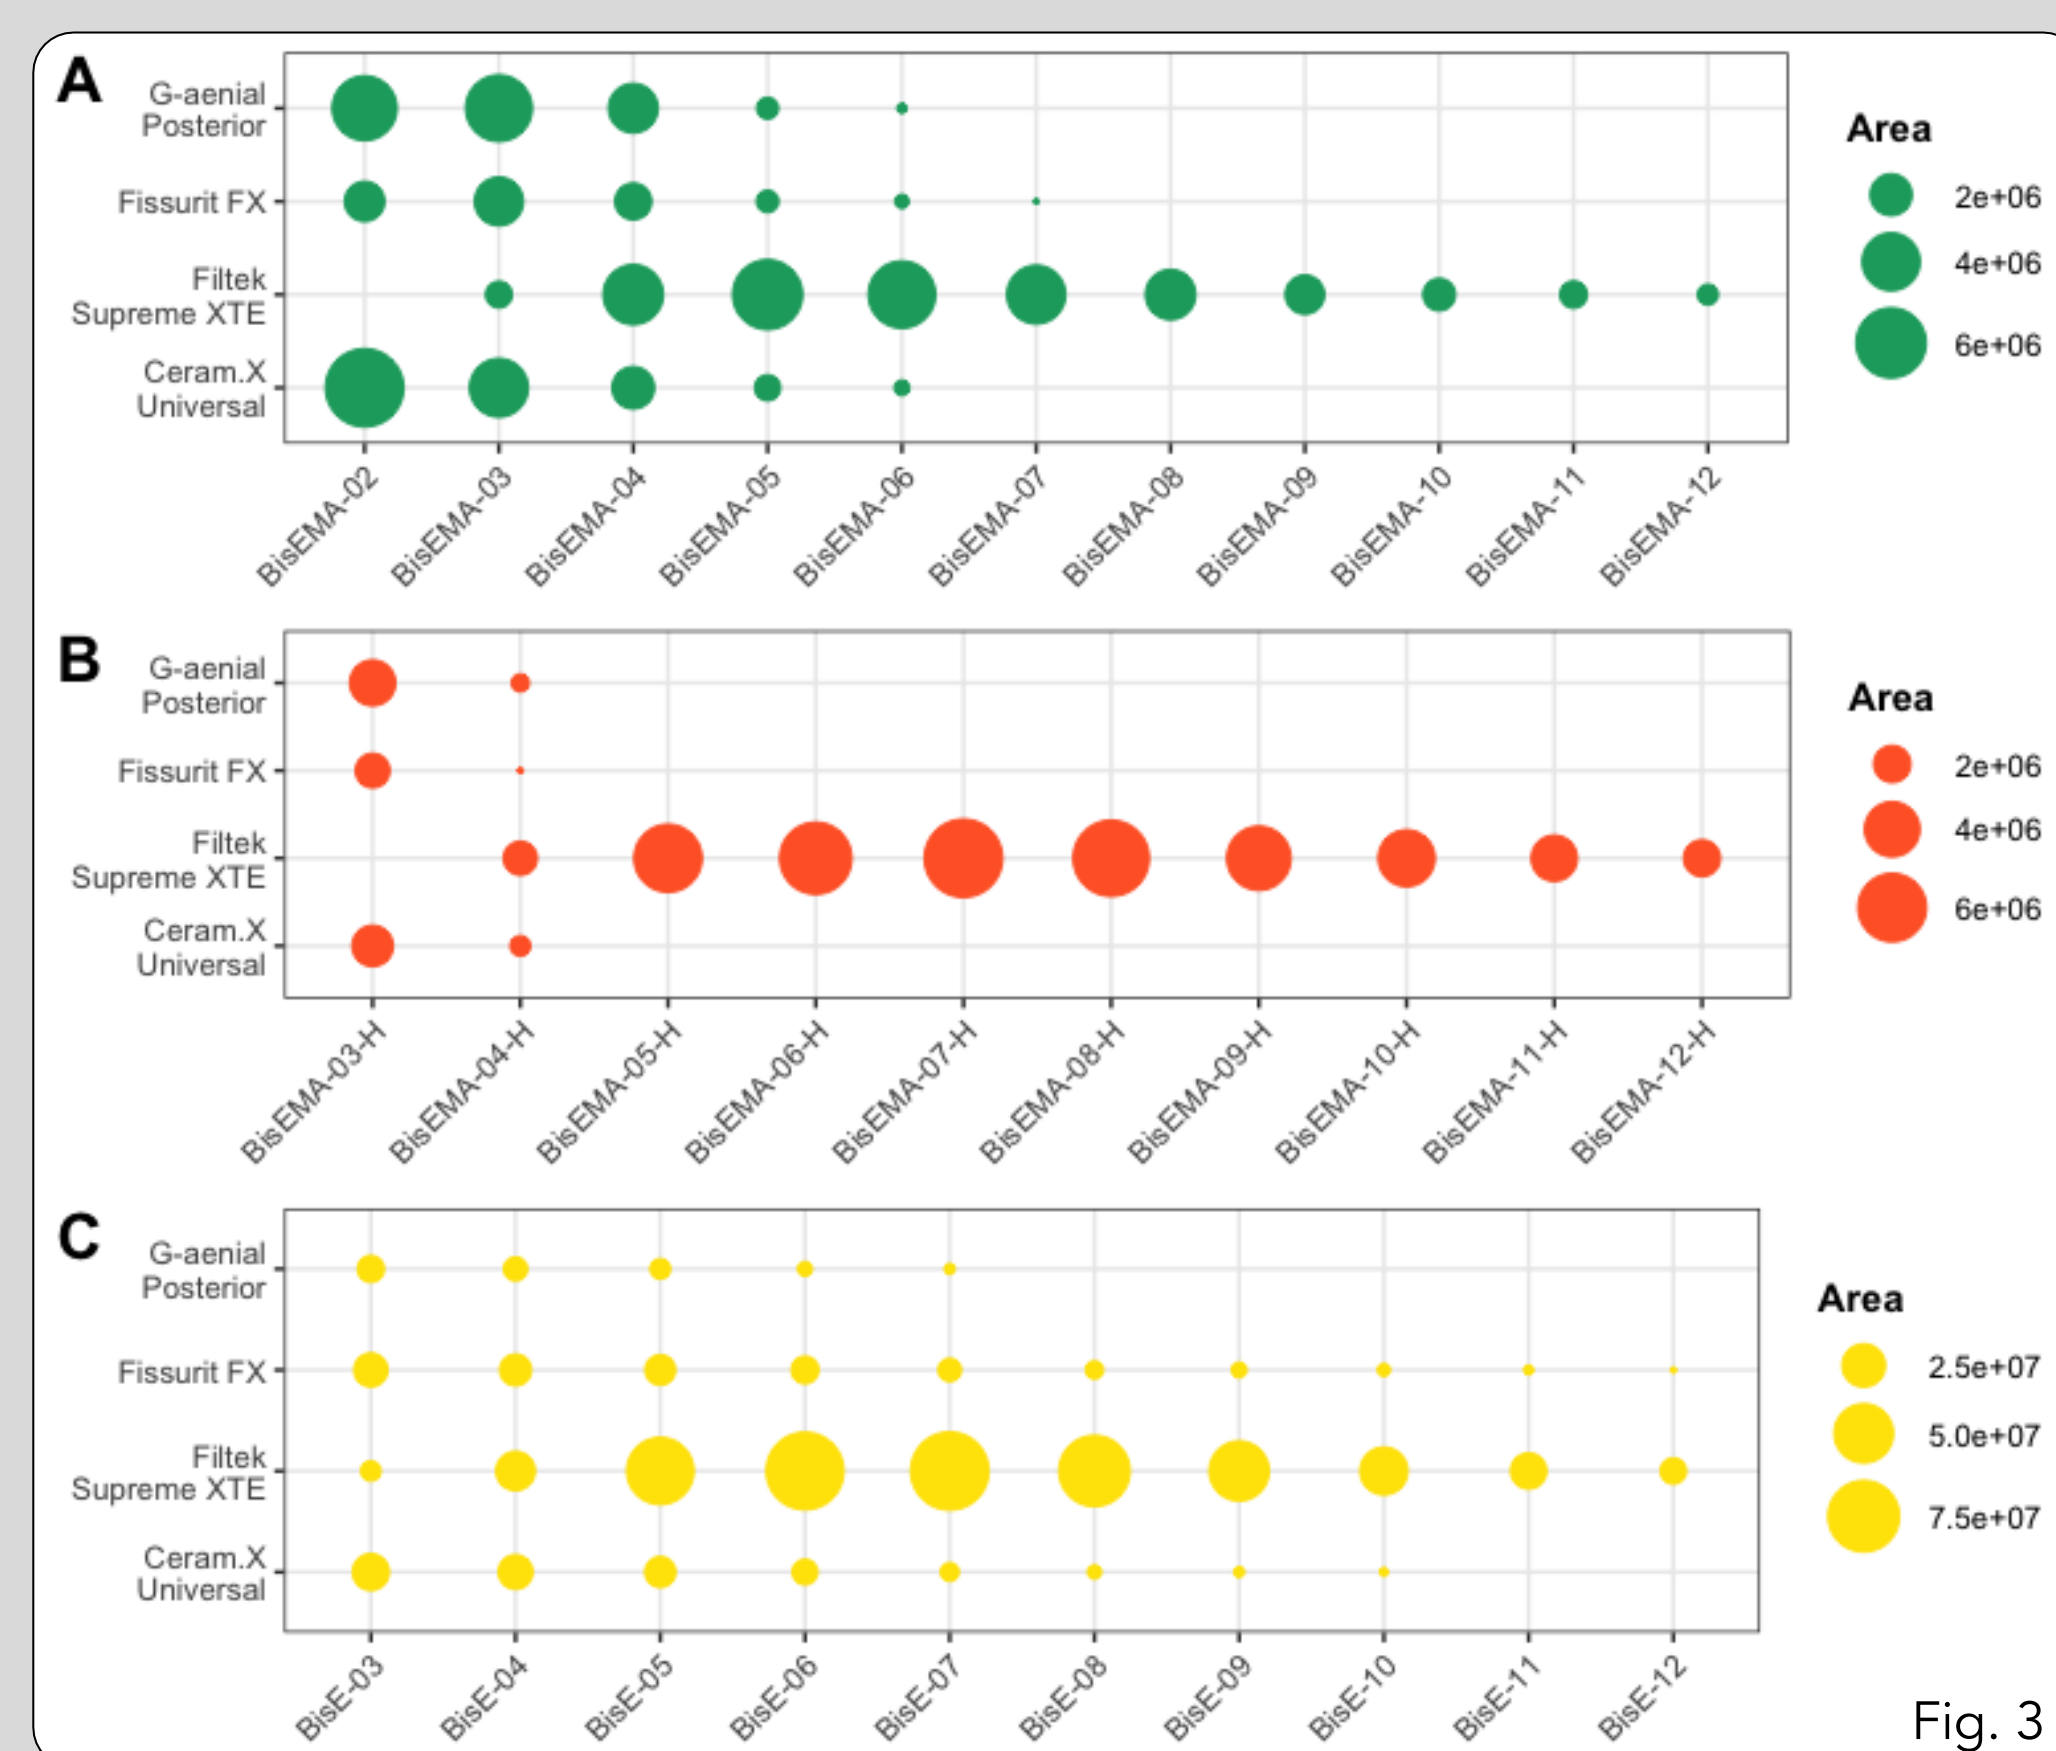 A
G-aenial
Posterior
Fissurit FX
Filtek
Supreme XTE
Ceram.X
Universal
BisEMA-02
BisEMA-03
BisEMA-04
BisEMA-05
BisEMA-06
BisEMA-07
BisEMA-08
BisEMA-09
BisEMA-10
BisEMA-11
BisEMA-12
Area
2e+06
4e+06
6e+06
B
G-aenial
Posterior
Fissurit FX
Filtek
Supreme XTE
Ceram.X
Universal
BisEMA-03-H
BisEMA-04-H
BisEMA-05-H
BisEMA-06-H
BisEMA-07-H
BisEMA-08-H
BisEMA-09-H
BisEMA-10-H
BisEMA-11-H
BisEMA-12-H
Area
2e+06
4e+06
6e+06
C
G-aenial
Posterior
Fissurit FX
Filtek
Supreme XTE
Ceram.X
Universal
BisE-03
BisE-04
BisE-05
BisE-06
BisE-07
BisE-08
BisE-09
BisE-10
BisE-11
BisE-12
Area
2.5e+07
5.0e+07
7.5e+07
Fig. 3